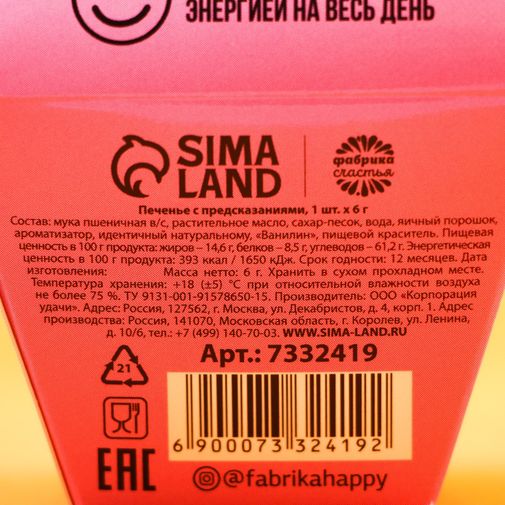 ЭНЕРГИЕЙ НА ВЕСЬ ДЕНЬ
SIMA
LAND
фабрика
счастья
Печенье с предсказаниями, 1 шт. x 6 г
Состав: мука пшеничная в/с, растительное масло, сахар-песок, вода, яичный порошок,
ароматизатор, идентичный натуральному, «Ванилин», пищевой краситель. Пищевая
ценность в 100 г продукта: жиров – 14,6 г, белков – 8,5 г, углеводов – 61,2 г. Энергетическая
ценность в 100 г продукта: 393 ккал / 1650 кДж. Срок годности: 12 месяцев. Дата
изготовления: Масса нетто: 6 г. Хранить в сухом прохладном месте.
Температура хранения: +18 (±5) °С при относительной влажности воздуха
не более 75 %. ТУ 9131-001-91578650-15. Производитель: ООО «Корпорация
удачи». Адрес: Россия, 127562, г. Москва, ул. Декабристов, д. 4, корп. 1. Адрес
производства: Россия, 141070, Московская область, г. Королев, ул. Ленина,
д. 10/6, тел.: +7 (499) 140-70-03. WWW.SIMA-LAND.RU
Арт.: 7332419
21
6 900073 324192
EAC
@fabrikahappy